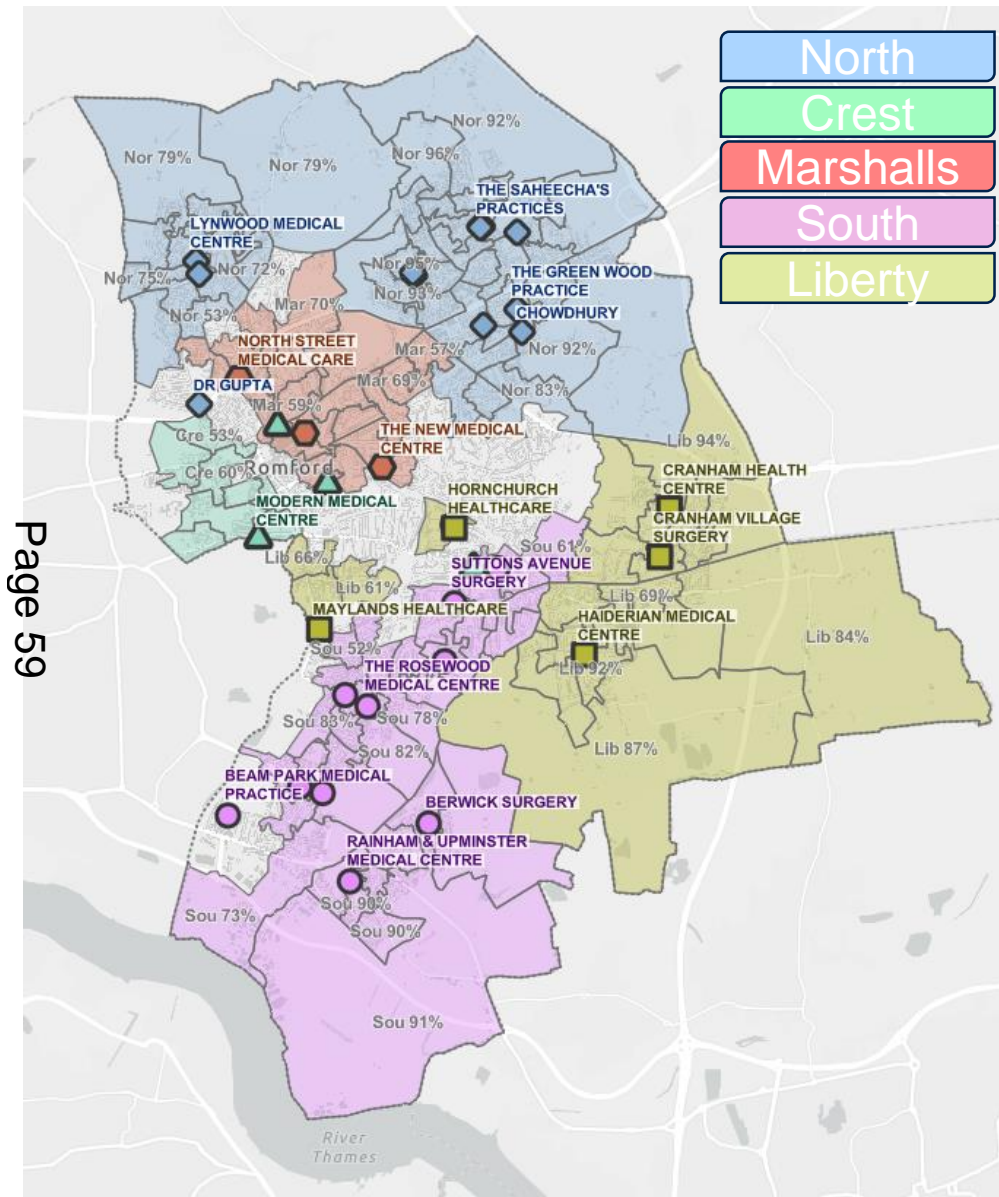 North
Crest
Marshalls
South
Liberty
Nor 92%
Nor 96%
Nor 79%
Nor 79%
THE SAHEECHA'S
PRACTICES
LYNWOOD MEDICAL
CENTRE
Nor 75%
Nor 72%
Nor 95%
Nor 93%
THE GREEN WOOD
PRACTICE
CHOWDHURY
Mar 70%
Nor 53%
NORTH STREET
MEDICAL CARE
Mar 57%
Nor 92%
Mar 69%
DR GUPTA
Nor 83%
Mar 59%
Cre 53%
THE NEW MEDICAL
CENTRE
Lib 94%
Cre 60%
Romford
CRANHAM HEALTH
CENTRE
HORNCHURCH
HEALTHCARE
MODERN MEDICAL
CENTRE
CRANHAM VILLAGE
SURGERY
Page 59
Sou 61%
Lib 66%
SUTTONS AVENUE
SURGERY
Lib 61%
Lib 69%
MAYLANDS HEALTHCARE
HAIDERIAN MEDICAL
CENTRE
Lib 84%
Sou 52%
THE ROSEWOOD
MEDICAL CENTRE
Lib 92%
Sou 83%
Sou 78%
Sou 82%
Lib 87%
BEAM PARK MEDICAL
PRACTICE
BERWICK SURGERY
RAINHAM & UPMINSTER
MEDICAL CENTRE
Sou 90%
Sou 73%
Sou 90%
Sou 91%
River
Thames